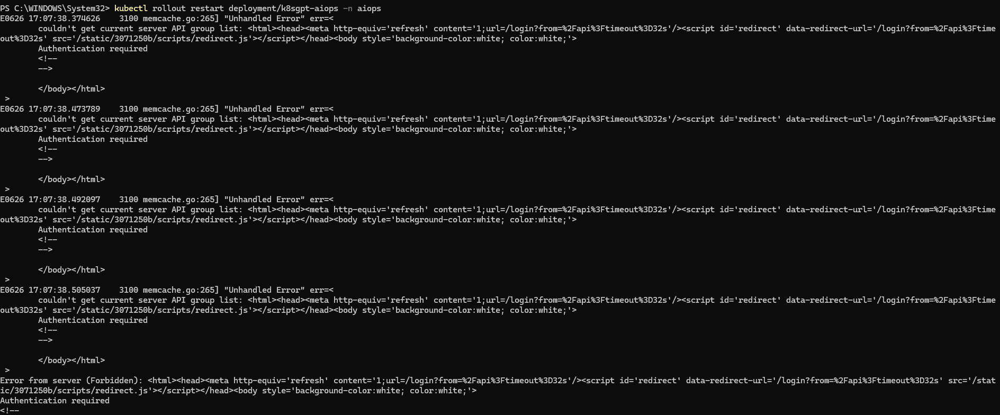 PS C:\WINDOWS\System32> kubectl rollout restart deployment/k8sgpt-aiops -n aiops
E0626 17:07:38.374626    3100 memcache.go:265] "Unhandled Error" err=<
        couldn't get current server API group list: <html><head><meta http-equiv='refresh' content='1;url=/login?from=%2Fapi%3Ftimeout%3D32s'/><script id='redirect' data-redirect-url='/login?from=%2Fapi%3Ftime
out%3D32s' src='/static/3071250b/scripts/redirect.js'></script></head><body style='background-color:white; color:white;'>
        Authentication required
        <!--
        -->

        </body></html>
 >
E0626 17:07:38.473789    3100 memcache.go:265] "Unhandled Error" err=<
        couldn't get current server API group list: <html><head><meta http-equiv='refresh' content='1;url=/login?from=%2Fapi%3Ftimeout%3D32s'/><script id='redirect' data-redirect-url='/login?from=%2Fapi%3Ftime
out%3D32s' src='/static/3071250b/scripts/redirect.js'></script></head><body style='background-color:white; color:white;'>
        Authentication required
        <!--
        -->

        </body></html>
 >
E0626 17:07:38.492097    3100 memcache.go:265] "Unhandled Error" err=<
        couldn't get current server API group list: <html><head><meta http-equiv='refresh' content='1;url=/login?from=%2Fapi%3Ftimeout%3D32s'/><script id='redirect' data-redirect-url='/login?from=%2Fapi%3Ftime
out%3D32s' src='/static/3071250b/scripts/redirect.js'></script></head><body style='background-color:white; color:white;'>
        Authentication required
        <!--
        -->

        </body></html>
 >
E0626 17:07:38.505037    3100 memcache.go:265] "Unhandled Error" err=<
        couldn't get current server API group list: <html><head><meta http-equiv='refresh' content='1;url=/login?from=%2Fapi%3Ftimeout%3D32s'/><script id='redirect' data-redirect-url='/login?from=%2Fapi%3Ftime
out%3D32s' src='/static/3071250b/scripts/redirect.js'></script></head><body style='background-color:white; color:white;'>
        Authentication required
        <!--
        -->

        </body></html>
 >
Error from server (Forbidden): <html><head><meta http-equiv='refresh' content='1;url=/login?from=%2Fapi%3Ftimeout%3D32s'/><script id='redirect' data-redirect-url='/login?from=%2Fapi%3Ftimeout%3D32s' src='/stat
ic/3071250b/scripts/redirect.js'></script></head><body style='background-color:white; color:white;'>
Authentication required
<!--